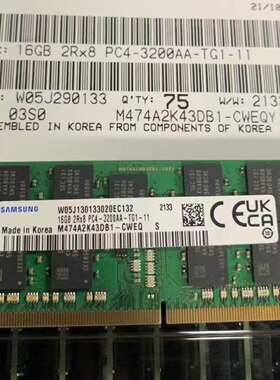 21/10
: 16GB 2Rx8 PC4-3200AA-TG1-11
: W05J290133 Q'TY: 75 W/W: 2133
03S0 M474A2K43DB1-CWEQY
EMBLED IN KOREA FROM COMPONENTS OF KOREA
SAMSUNG W05J130133020EC132 2133
16GB 2Rx8 PC4-3200AA-TG1-11
Made in Korea M474A2K43DB1-CWEQ S
UK
CA
CE